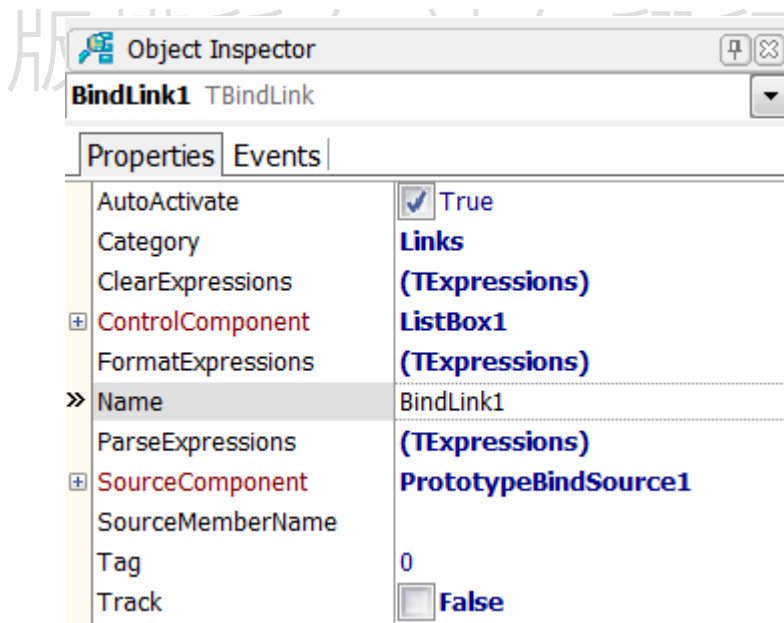 Object Inspector
BindLink1 TBindLink
Properties Events
AutoActivate True
Category Links
ClearExpressions (TExpressions)
ControlComponent ListBox1
FormatExpressions (TExpressions)
Name BindLink1
ParseExpressions (TExpressions)
SourceComponent PrototypeBindSource1
SourceMemberName
Tag 0
Track False